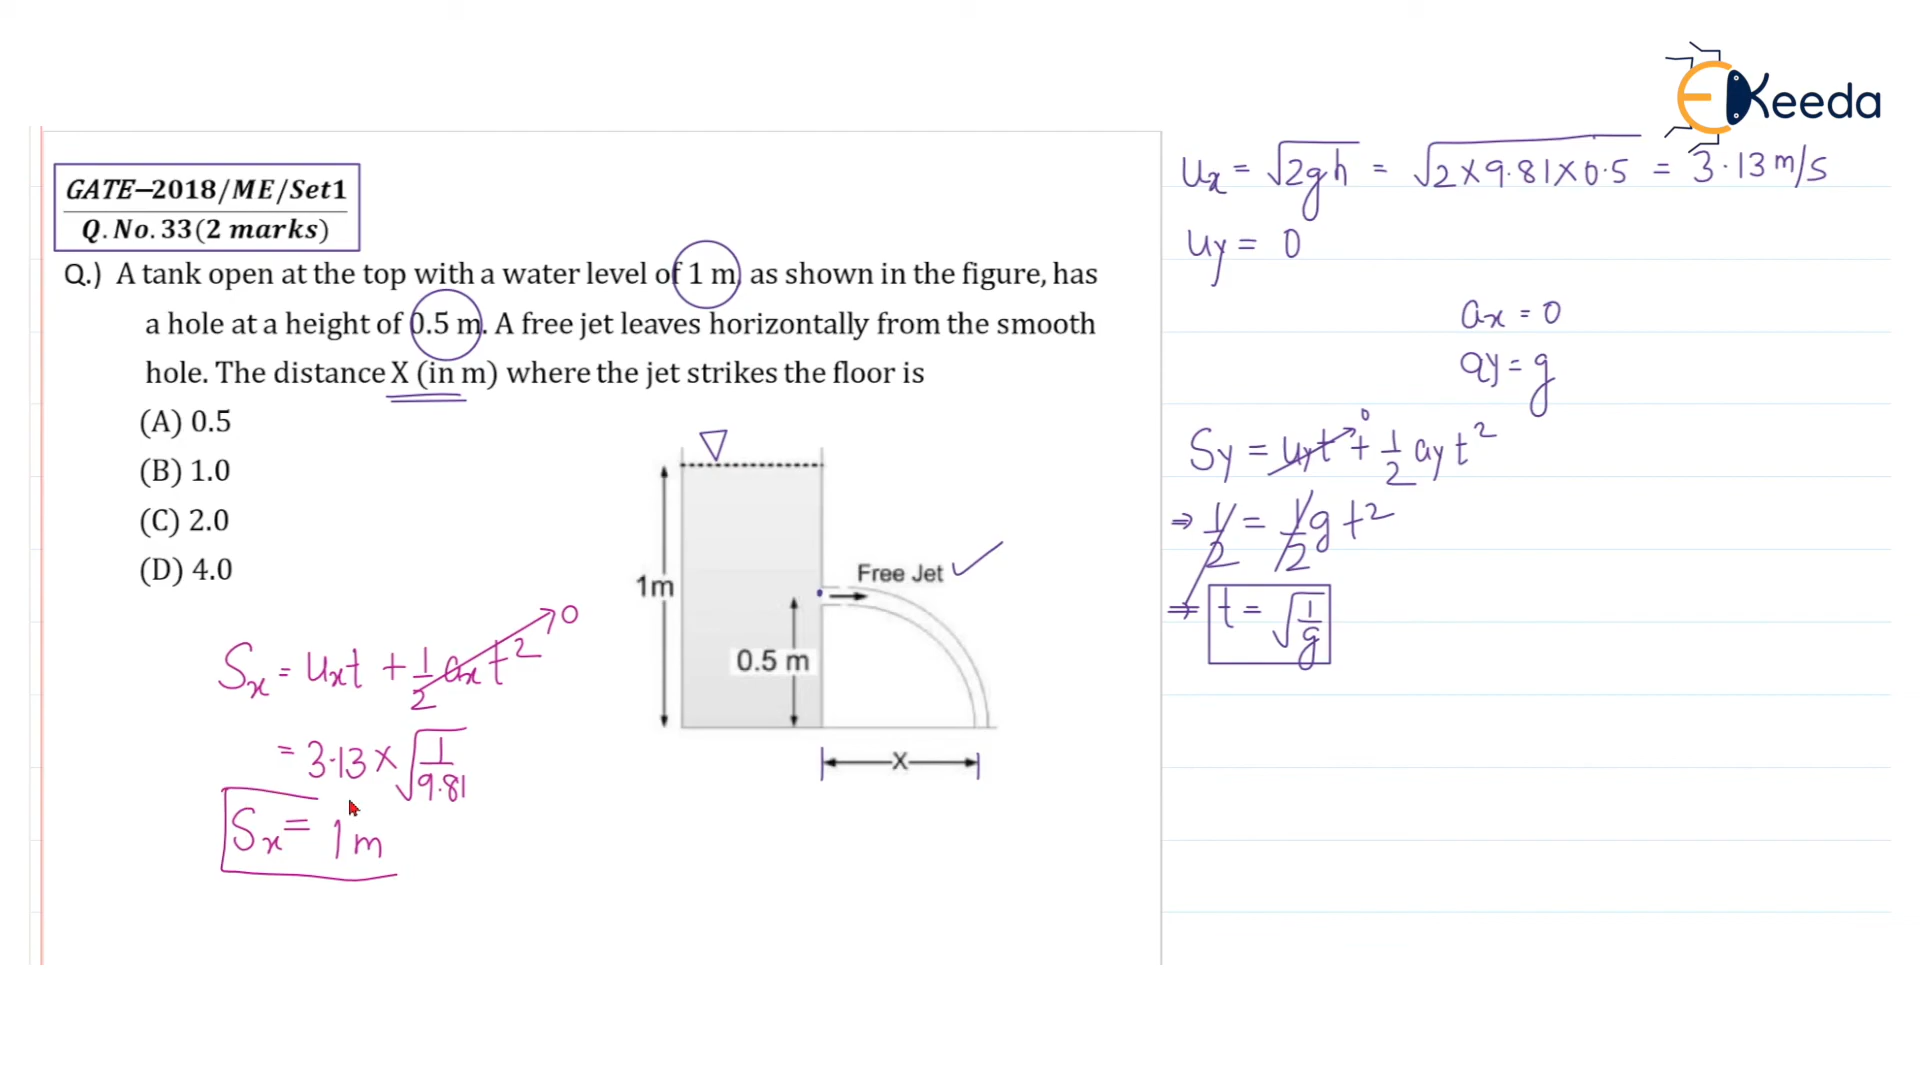 EKeeda
GATE–2018/ME/Set1
Q.No.33(2 marks)
Q.) A tank open at the top with a water level of 1 m, as shown in the figure, has
a hole at a height of 0.5 m. A free jet leaves horizontally from the smooth
hole. The distance X (in m) where the jet strikes the floor is
(A) 0.5
(B) 1.0
(C) 2.0
(D) 4.0
1m
Free Jet
0.5 m
X
Sx = uxt + 1/2 axt² → 0
= 3.13 × √(1/9.81)
Sx = 1 m
ux = √2gh = √2×9.81×0.5 = 3.13 m/s
uy = 0
ax = 0
ay = g
Sy = uyt → 0 + 1/2 ay t²
⇒ 1/2 = 1/2 g t²
⇒ t = √(1/g)